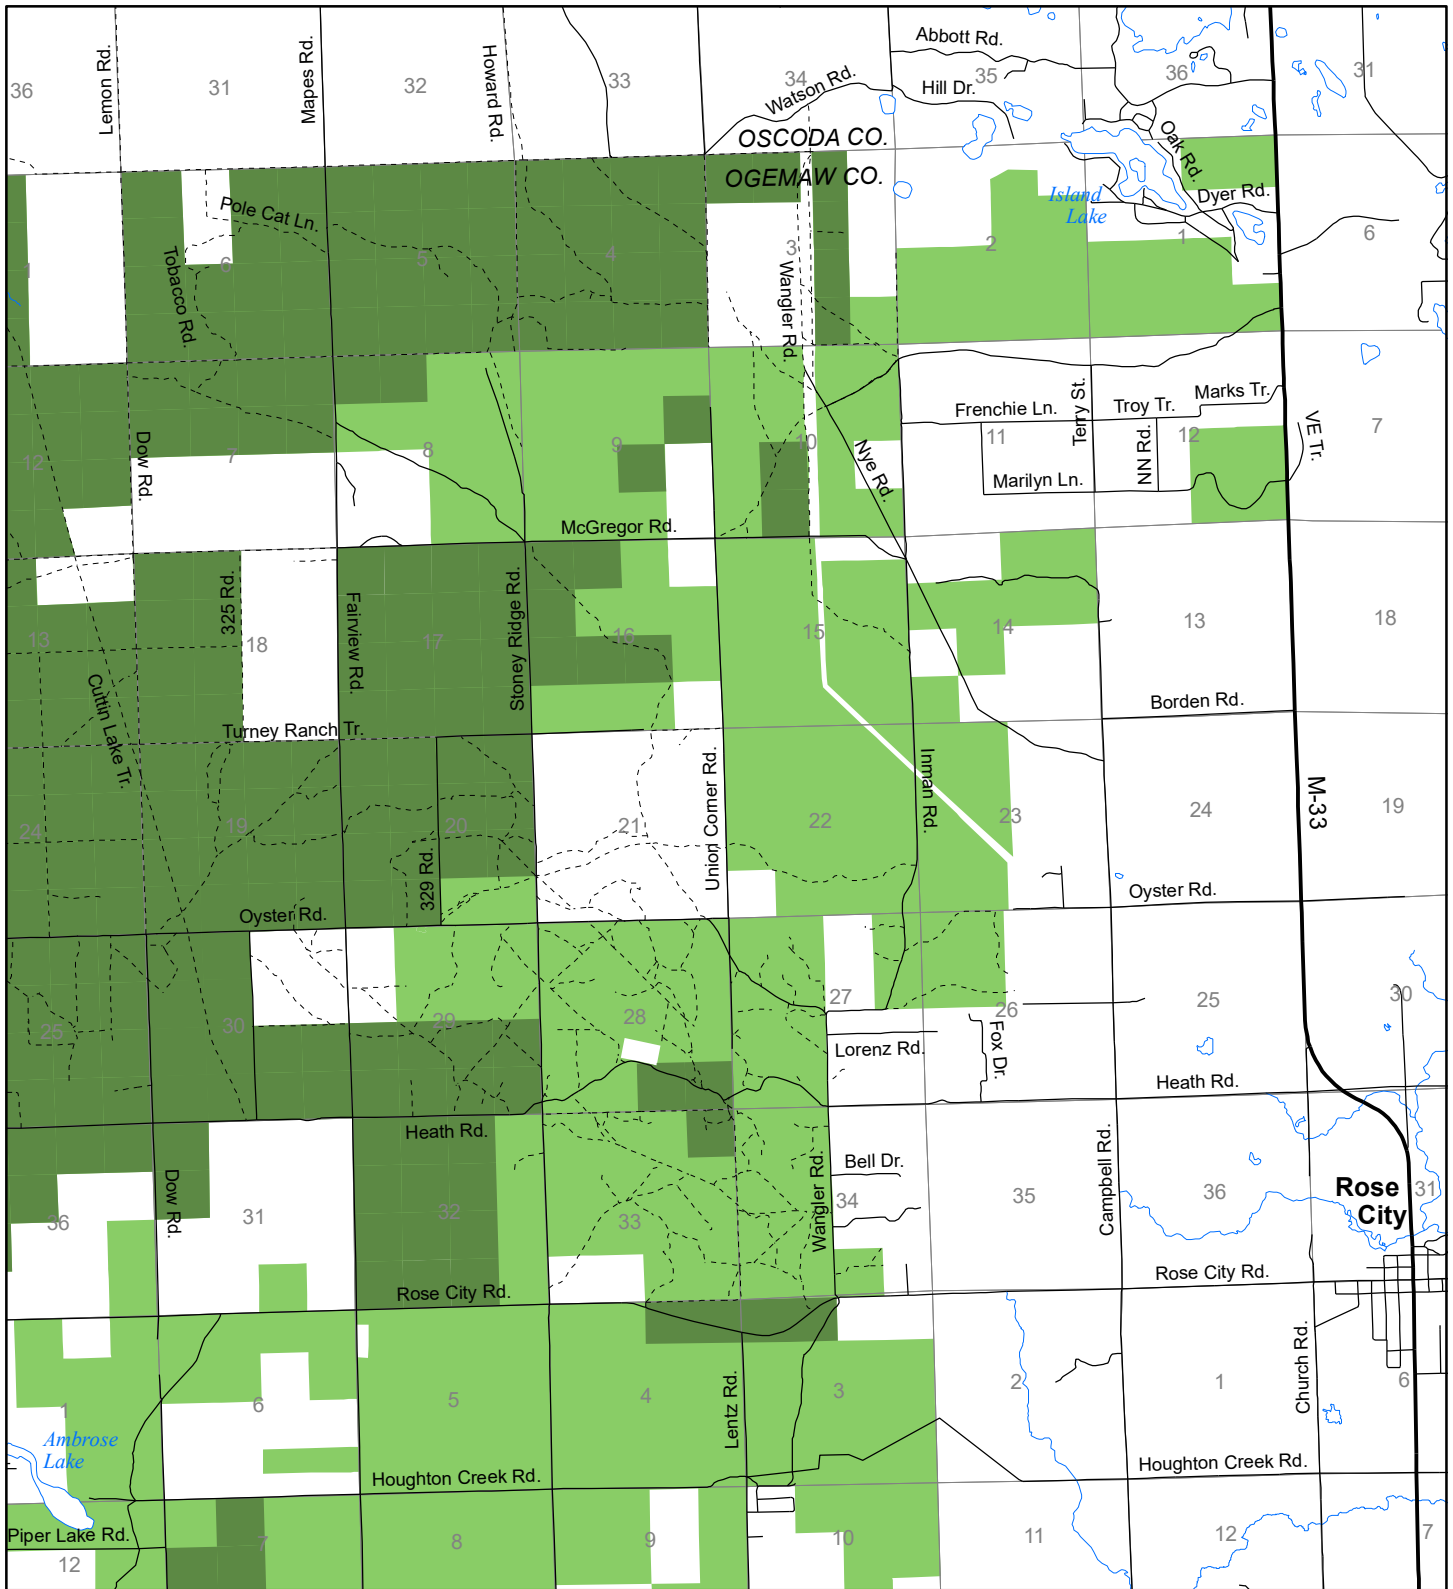 Abbott Rd.
36
Lemon Rd.
31
Mapes Rd.
32
Howard Rd.
33
34
Watson Rd.
35
Hill Dr.
36
31
OSCODA CO.
OGEMAW CO.
Oak Rd.
Island
Lake
Dyer Rd.
1
Pole Cat Ln.
Tobacco Rd.
6
5
4
3
Wangler Rd.
2
1
6
12
Dow Rd.
7
8
9
10
Nye Rd.
Frenchie Ln.
11
Terry St.
Troy Tr.
Marks Tr.
NN Rd.
12
VE Tr.
7
Marilyn Ln.
McGregor Rd.
13
325 Rd.
18
Fairview Rd.
17
Stoney Ridge Rd.
16
15
14
13
18
Cuttin Lake Tr.
Turney Ranch Tr.
Borden Rd.
24
19
20
329 Rd.
21
Union Corner Rd.
22
Inman Rd.
23
24
M-33
19
Oyster Rd.
Oyster Rd.
25
30
29
28
27
26
25
30
Lorenz Rd.
Fox Dr.
Heath Rd.
Heath Rd.
36
Dow Rd.
31
32
33
Wangler Rd.
Bell Dr.
34
35
Campbell Rd.
36
Rose
City
31
Rose City Rd.
Rose City Rd.
1
6
5
4
Lentz Rd.
3
2
1
Church Rd.
6
Ambrose
Lake
Houghton Creek Rd.
Houghton Creek Rd.
Piper Lake Rd.
12
7
8
9
10
11
12
7